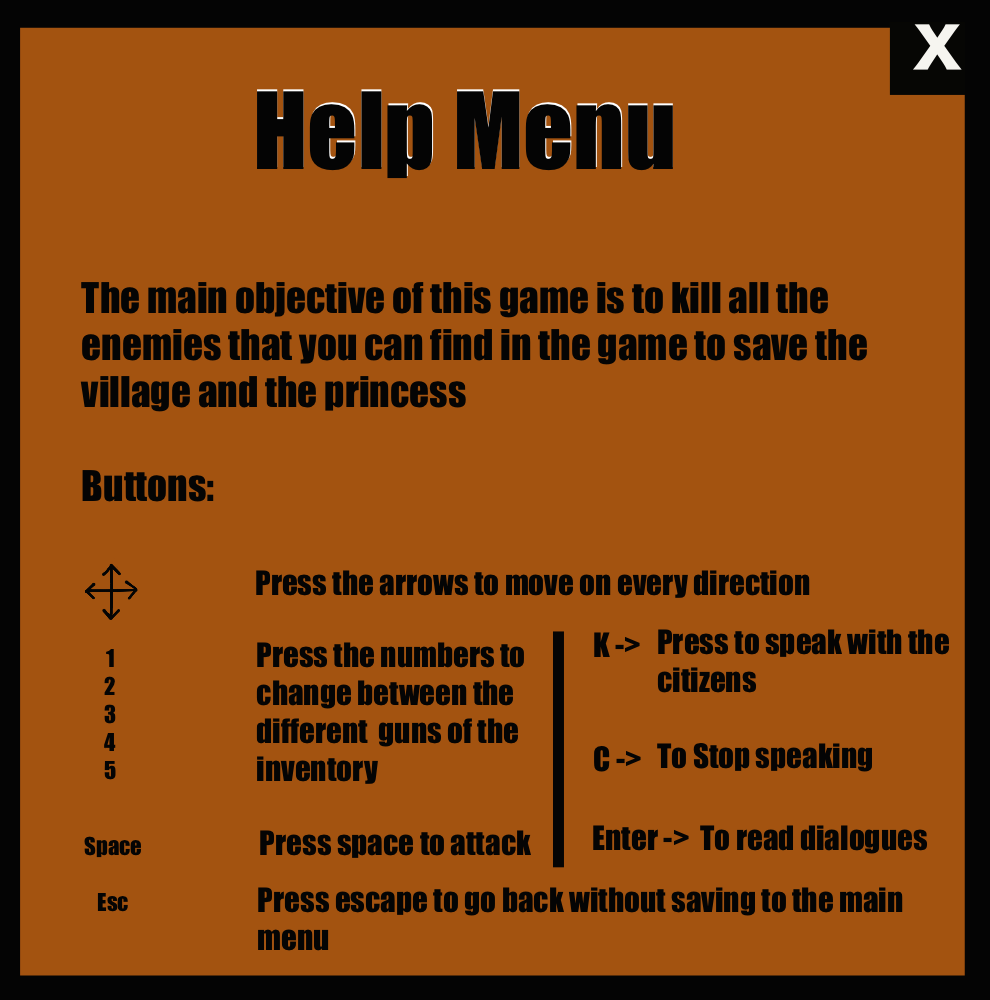 X
Help Menu
The main objective of this game is to kill all the
enemies that you can find in the game to save the
village and the princess
Buttons:
Press the arrows to move on every direction
1
2
3
4
5
Press the numbers to
change between the
different  guns of the
inventory
K -> Press to speak with the
citizens
C -> To Stop speaking
Space Press space to attack
Enter -> To read dialogues
Esc Press escape to go back without saving to the main
menu